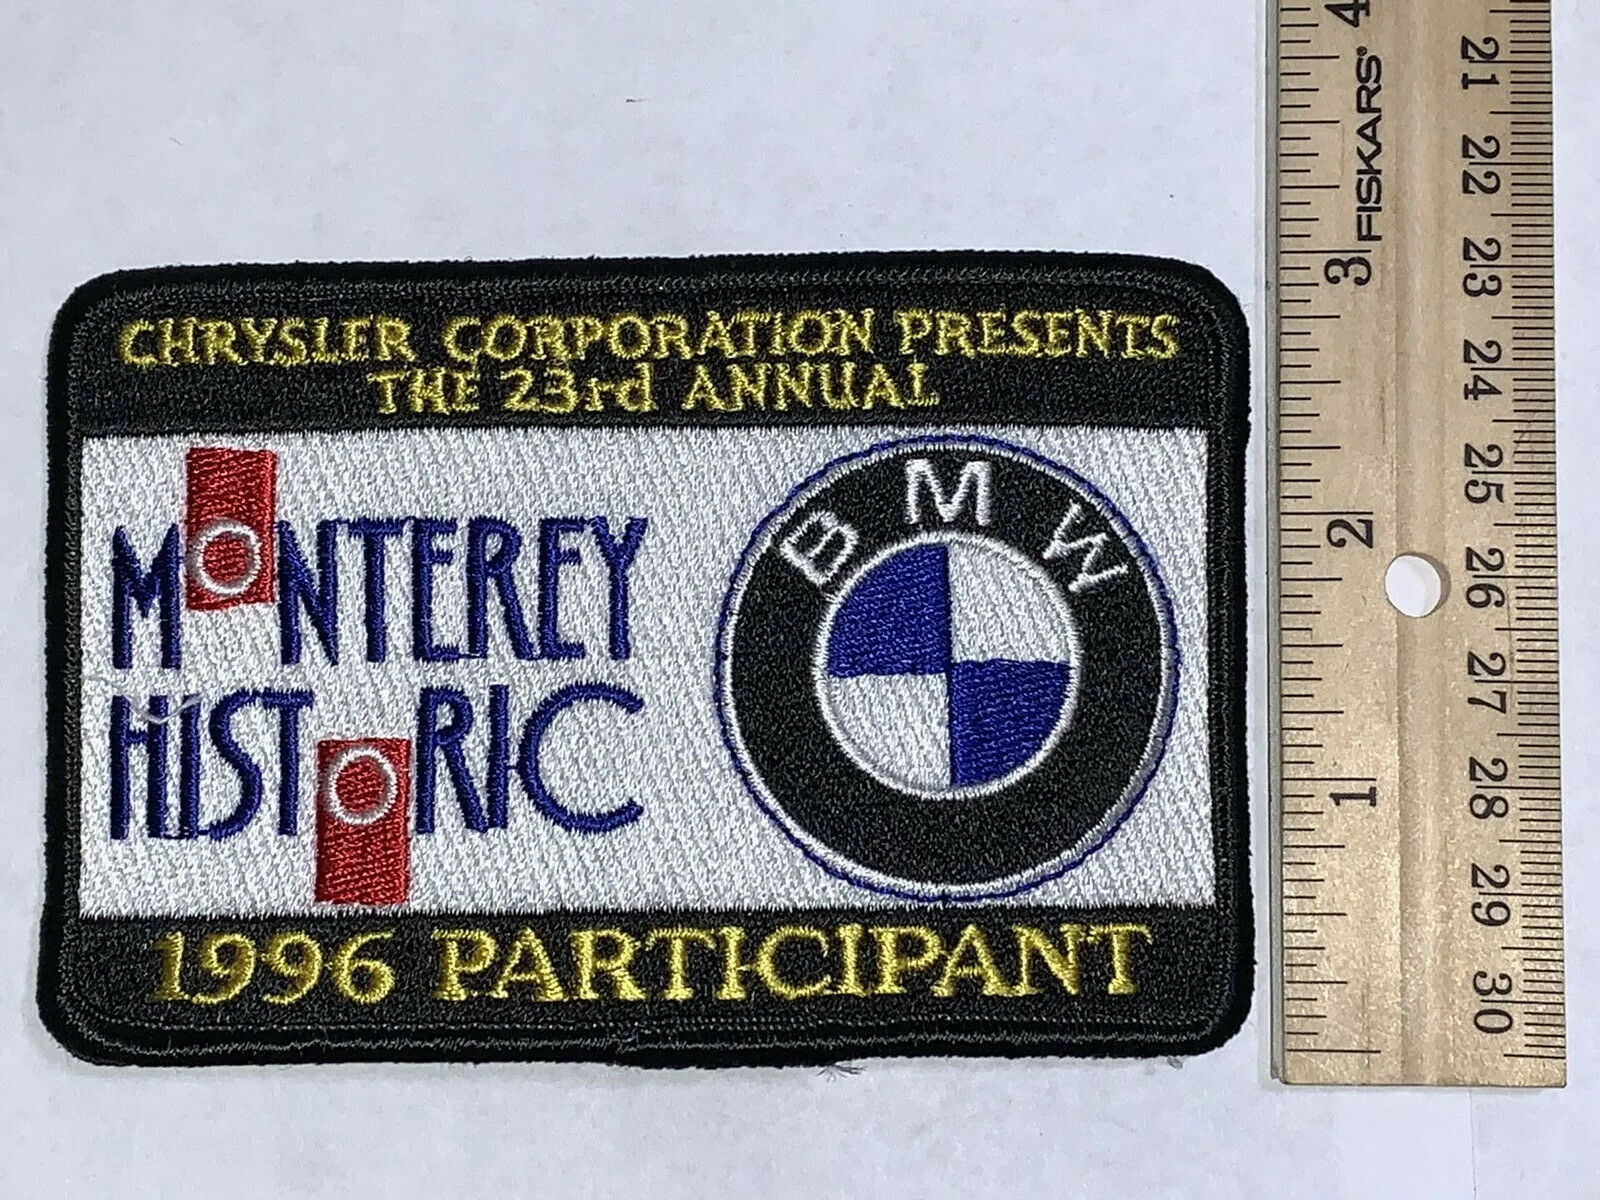 CHRYSLER CORPORATION PRESENTS
THE 23rd ANNUAL
MONTEREY
HISTORIC
BMW
1996 PARTICIPANT
FISKARS®
4
3
2
1
21
22
23
24
25
26
27
28
29
30